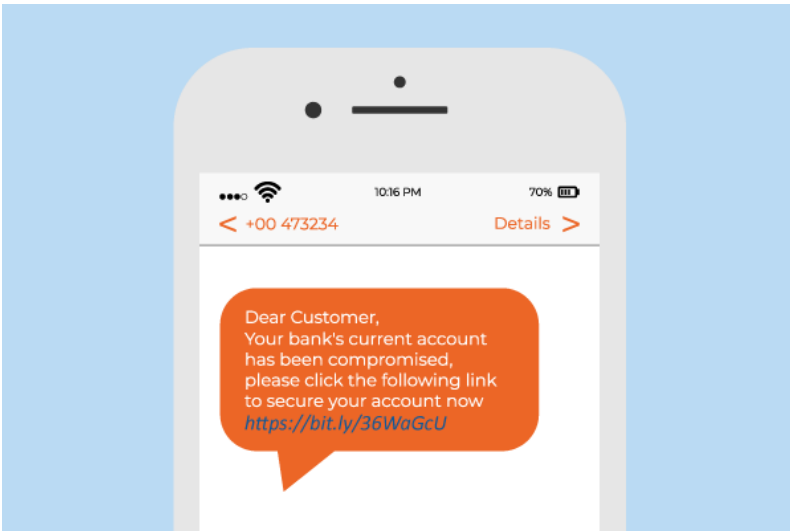 10:16 PM 70%
< +00 473234 Details >
Dear Customer,
Your bank's current account
has been compromised,
please click the following link
to secure your account now
https://bit.ly/36WaGcU